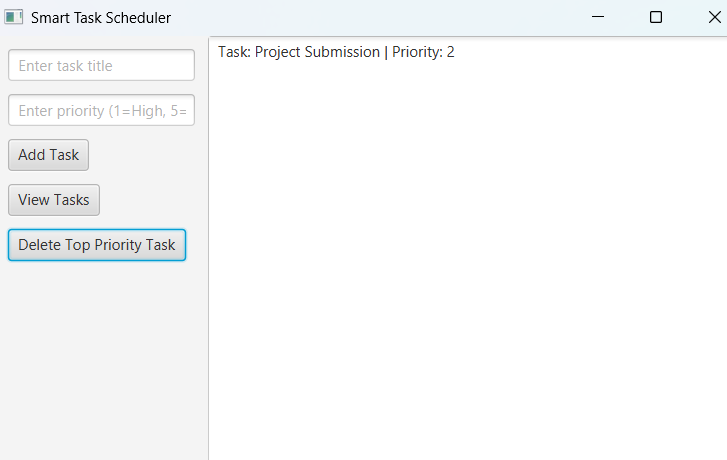 Smart Task Scheduler
Enter task title
Enter priority (1=High, 5=
Add Task
View Tasks
Delete Top Priority Task
Task: Project Submission | Priority: 2